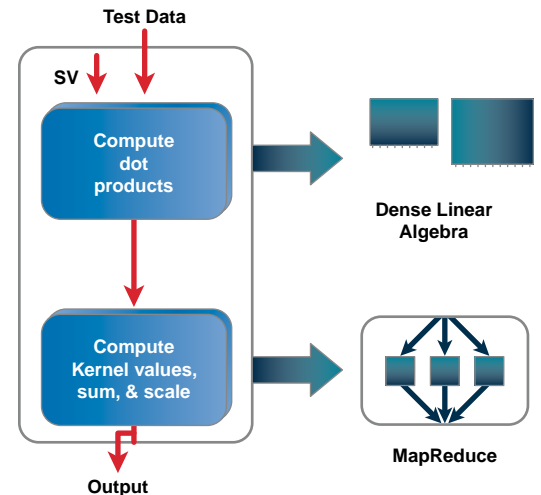 Test Data
SV
Compute
dot
products
Dense Linear
Algebra
Compute
Kernel values,
sum, & scale
MapReduce
Output